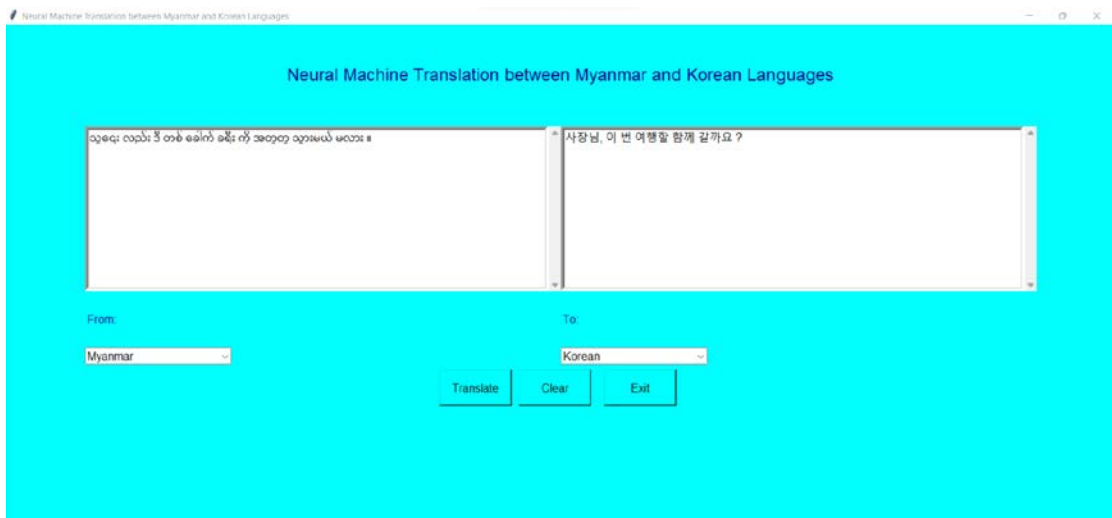 Neural Machine Translation between Myanmar and Korean Languages
Neural Machine Translation between Myanmar and Korean Languages
သူဌေး လည်း ဒီ တစ် ခေါက် ခရီး ကို အတူတူ သွားမယ် မလား ။
사장님, 이 번 여행할 함께 갈까요 ?
From:
To:
Myanmar
Korean
Translate
Clear
Exit